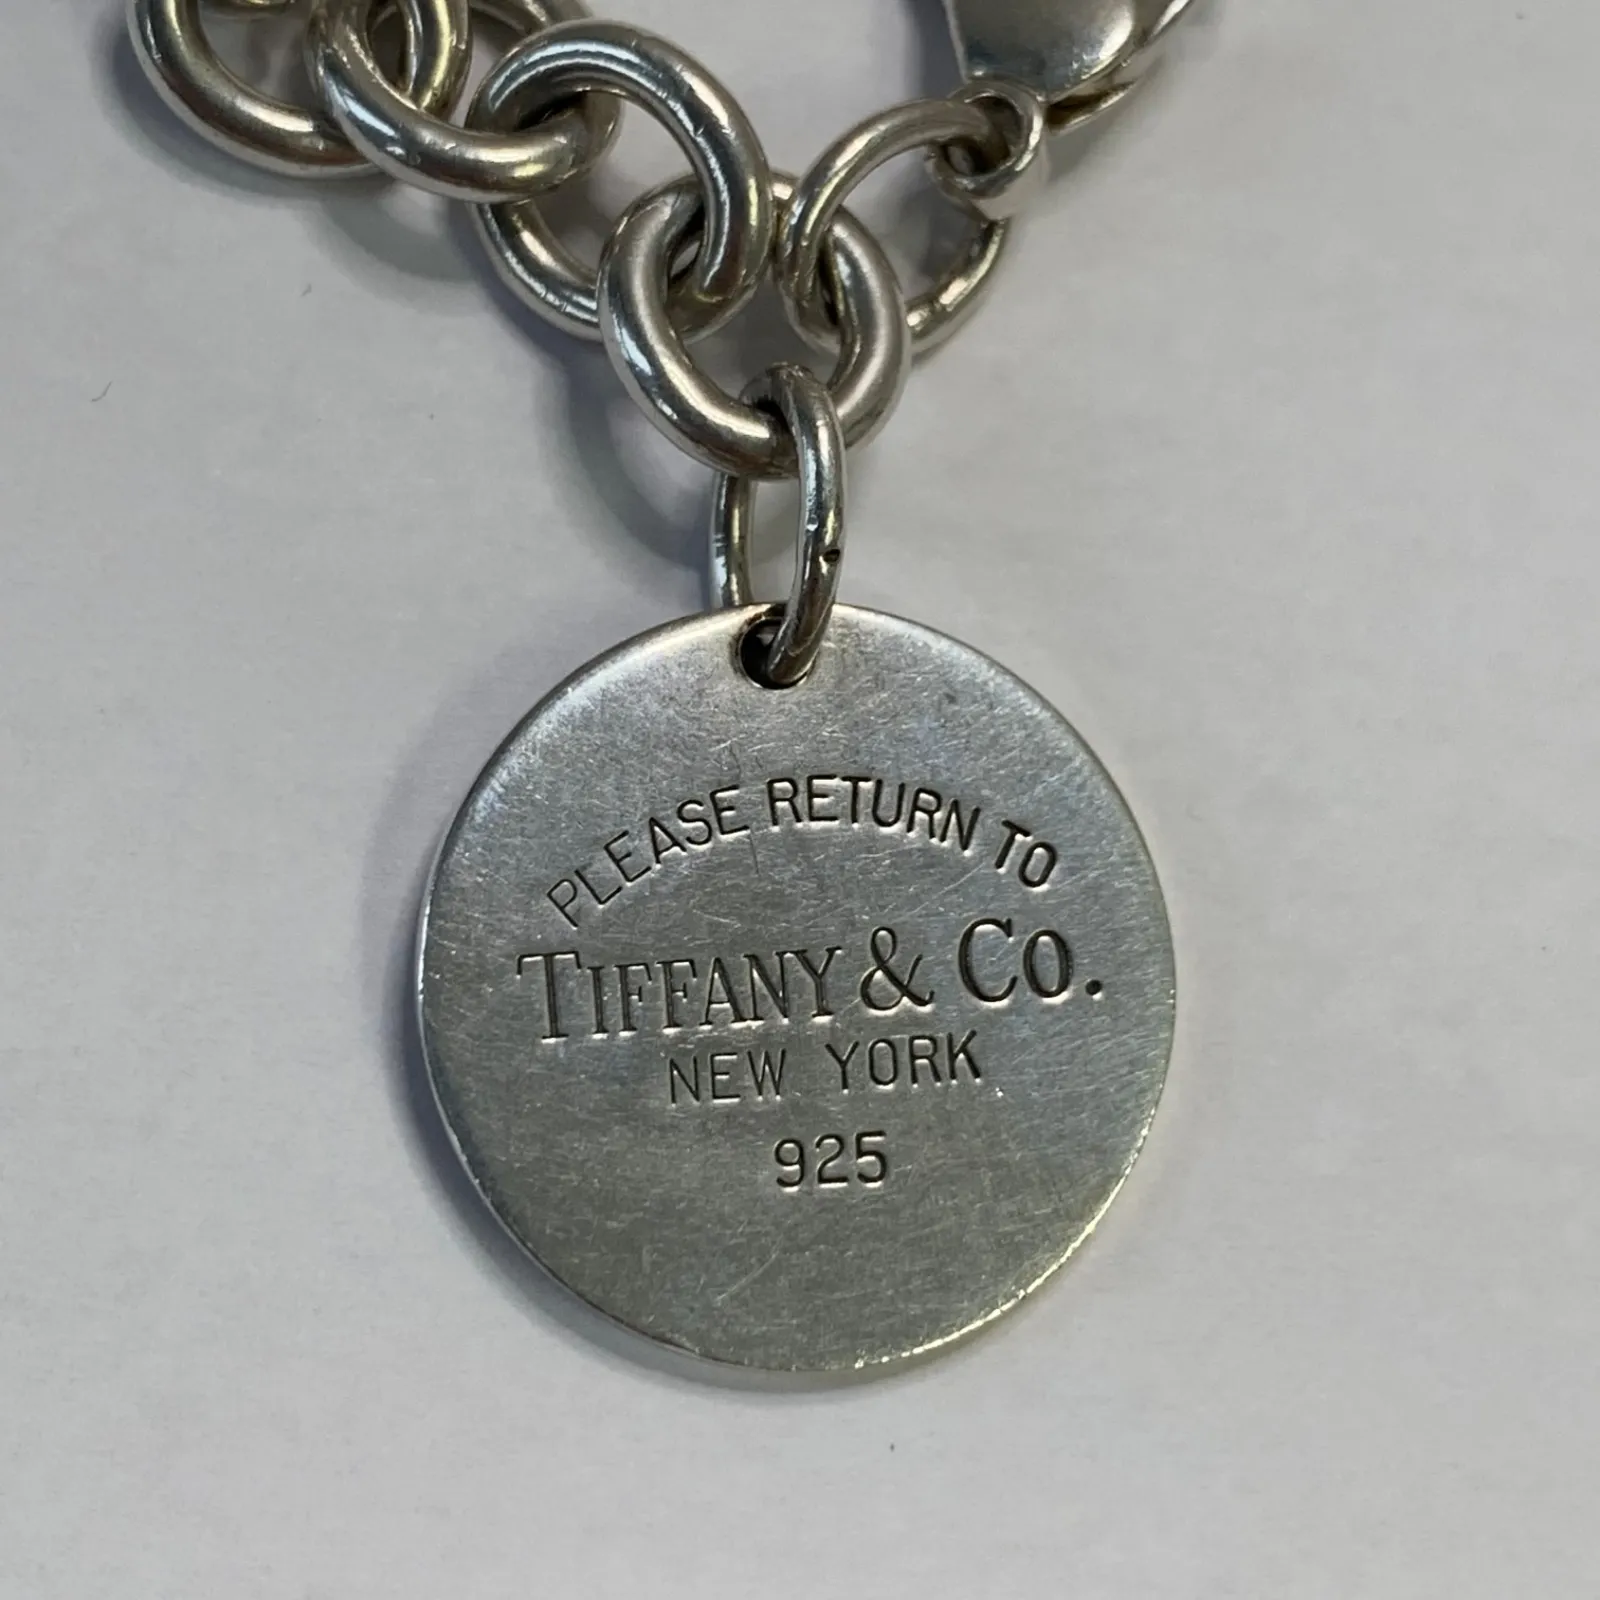 PLEASE RETURN TO
TIFFANY & CO.
NEW YORK
925